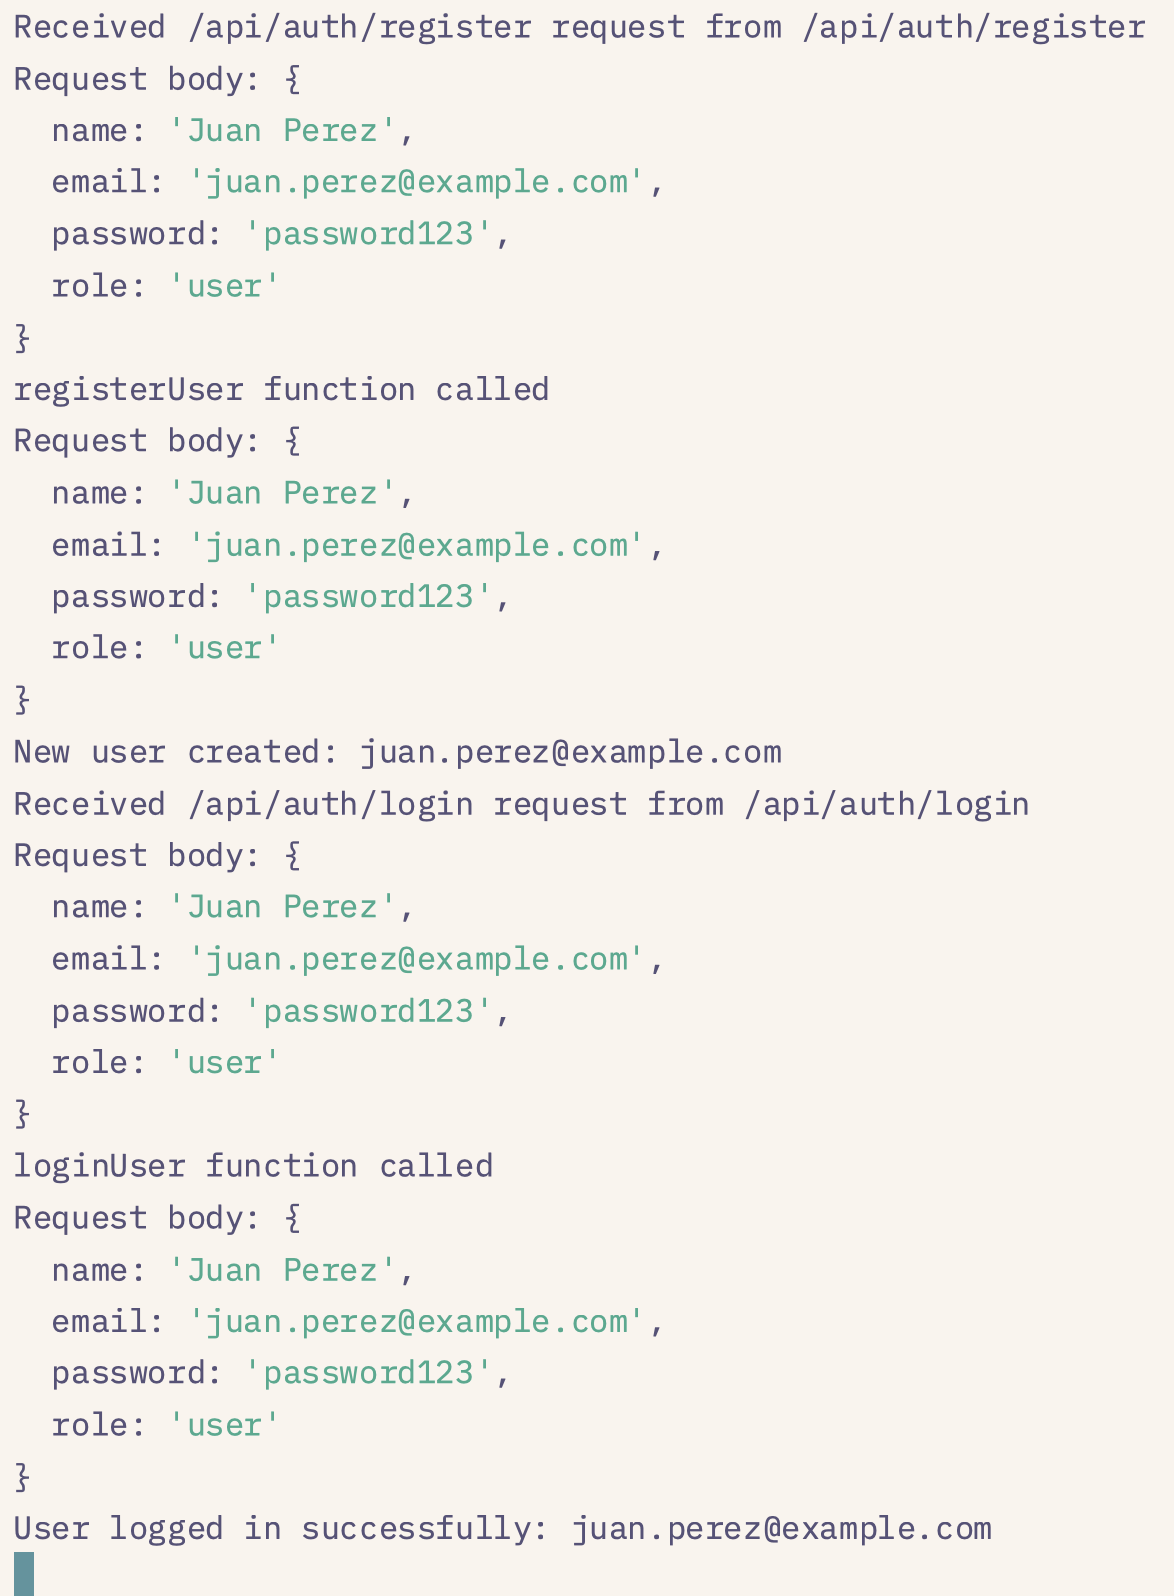 Received /api/auth/register request from /api/auth/register
Request body: {
  name: 'Juan Perez',
  email: 'juan.perez@example.com',
  password: 'password123',
  role: 'user'
}
registerUser function called
Request body: {
  name: 'Juan Perez',
  email: 'juan.perez@example.com',
  password: 'password123',
  role: 'user'
}
New user created: juan.perez@example.com
Received /api/auth/login request from /api/auth/login
Request body: {
  name: 'Juan Perez',
  email: 'juan.perez@example.com',
  password: 'password123',
  role: 'user'
}
loginUser function called
Request body: {
  name: 'Juan Perez',
  email: 'juan.perez@example.com',
  password: 'password123',
  role: 'user'
}
User logged in successfully: juan.perez@example.com